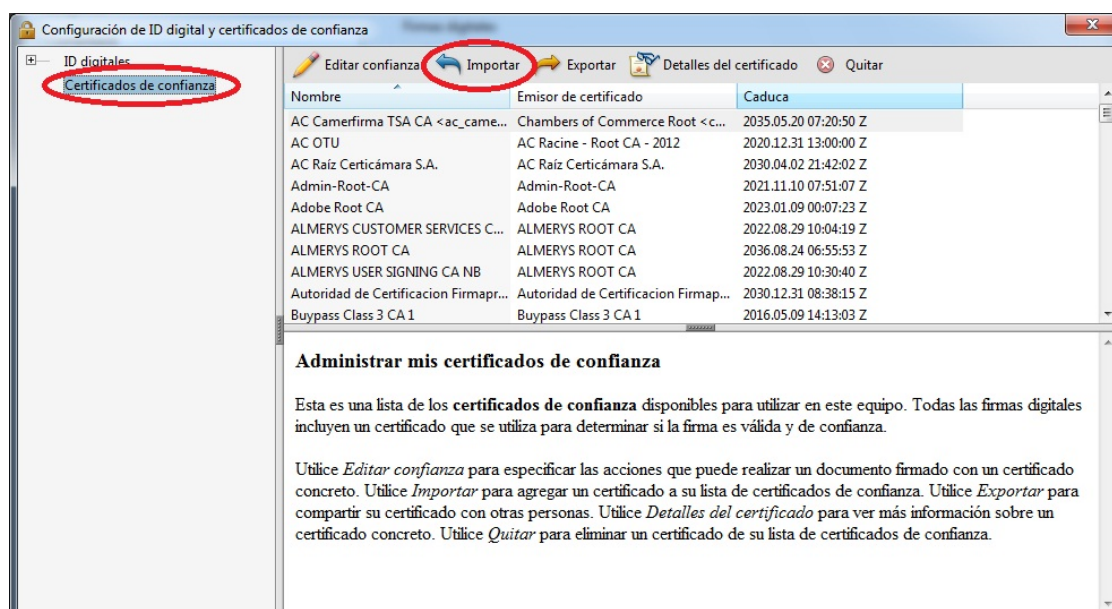 Configuración de ID digital y certificados de confianza
ID digitales
Certificados de confianza
Editar confianza Importar Exportar Detalles del certificado Quitar
Nombre Emisor de certificado Caduca
AC Camerfirma TSA CA <ac_came... Chambers of Commerce Root <c... 2035.05.20 07:20:50 Z
AC OTU AC Racine - Root CA - 2012 2020.12.31 13:00:00 Z
AC Raíz Certicámara S.A. AC Raíz Certicámara S.A. 2030.04.02 21:42:02 Z
Admin-Root-CA Admin-Root-CA 2021.11.10 07:51:07 Z
Adobe Root CA Adobe Root CA 2023.01.09 00:07:23 Z
ALMERYS CUSTOMER SERVICES C... ALMERYS ROOT CA 2022.08.29 10:04:19 Z
ALMERYS ROOT CA ALMERYS ROOT CA 2036.08.24 06:55:53 Z
ALMERYS USER SIGNING CA NB ALMERYS ROOT CA 2022.08.29 10:30:40 Z
Autoridad de Certificacion Firmapr... Autoridad de Certificacion Firmap... 2030.12.31 08:38:15 Z
Buypass Class 3 CA 1 Buypass Class 3 CA 1 2016.05.09 14:13:03 Z
Administrar mis certificados de confianza
Esta es una lista de los certificados de confianza disponibles para utilizar en este equipo. Todas las firmas digitales
incluyen un certificado que se utiliza para determinar si la firma es válida y de confianza.
Utilice Editar confianza para especificar las acciones que puede realizar un documento firmado con un certificado
concreto. Utilice Importar para agregar un certificado a su lista de certificados de confianza. Utilice Exportar para
compartir su certificado con otras personas. Utilice Detalles del certificado para ver más información sobre un
certificado concreto. Utilice Quitar para eliminar un certificado de su lista de certificados de confianza.